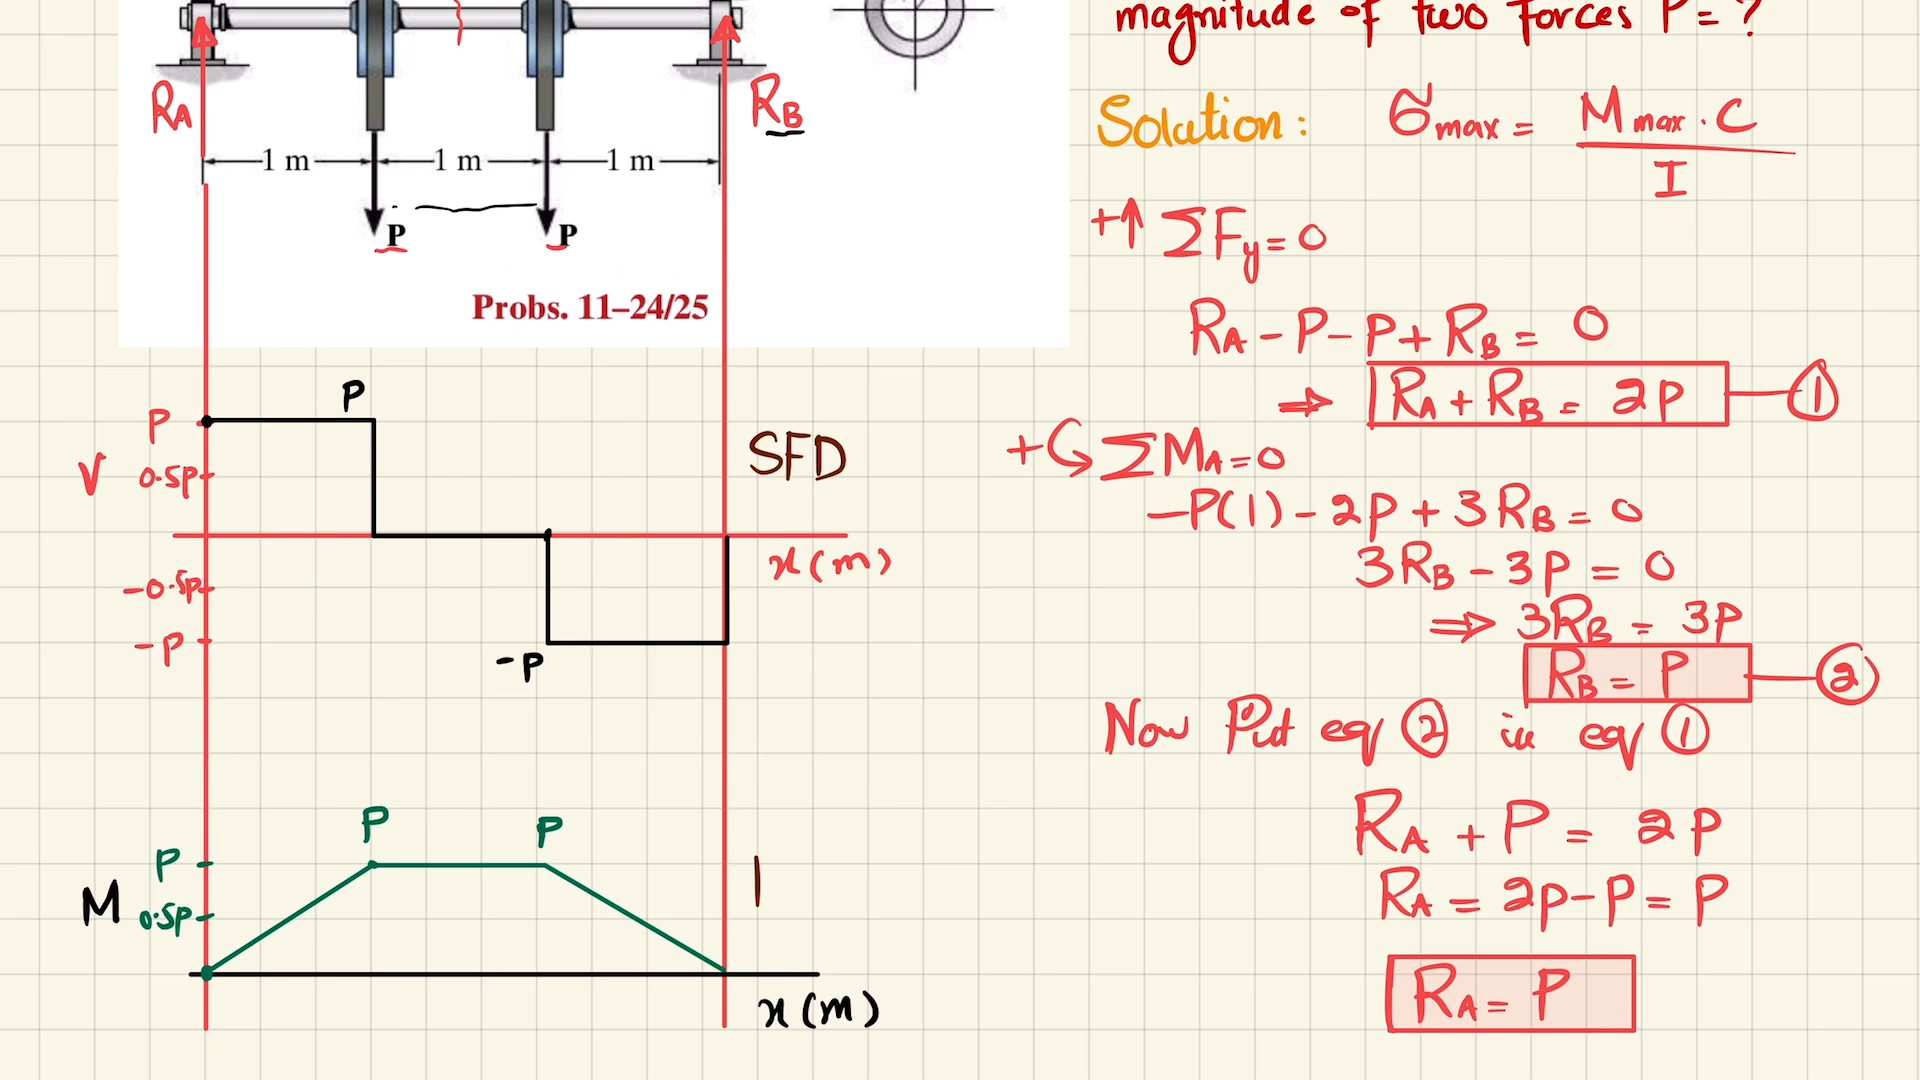 magnitude of two forces P = ?
RA
RB
1 m
1 m
1 m
P
P
Probs. 11–24/25
Solution: σmax = Mmax . C / I
+↑ ΣFy = 0
RA - P - P + RB = 0
⇒ RA + RB = 2P ①
+ ΣMA = 0
-P(1) - 2P + 3RB = 0
3RB - 3P = 0
⇒ 3RB = 3P
RB = P ②
Now Put eq ② in eq ①
RA + P = 2P
RA = 2P - P = P
RA = P
P
P
V
0.5P
SFD
x (m)
-0.5P
-P
-P
P
P
P
M
0.5P
x (m)